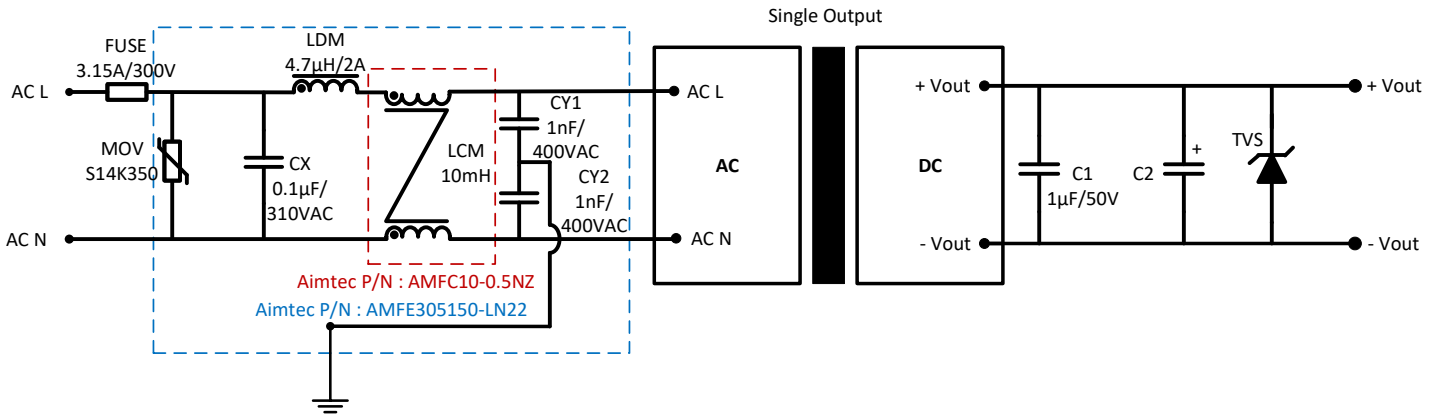 Single Output
FUSE
3.15A/300V
LDM
4.7µH/2A
AC L
MOV
S14K350
CX
0.1µF/
310VAC
LCM
10mH
CY1
1nF/
400VAC
CY2
1nF/
400VAC
AC N
Aimtec P/N : AMFC10-0.5NZ
Aimtec P/N : AMFE305150-LN22
AC L
AC
AC N
+ Vout
DC
- Vout
C1
1µF/50V
+
C2
TVS
+ Vout
- Vout